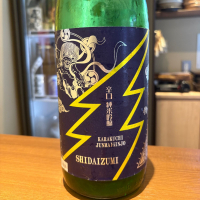 辛口 純米吟醸
KARAKUCHI
JUNMAI GINJO
SHIDAIZUMI